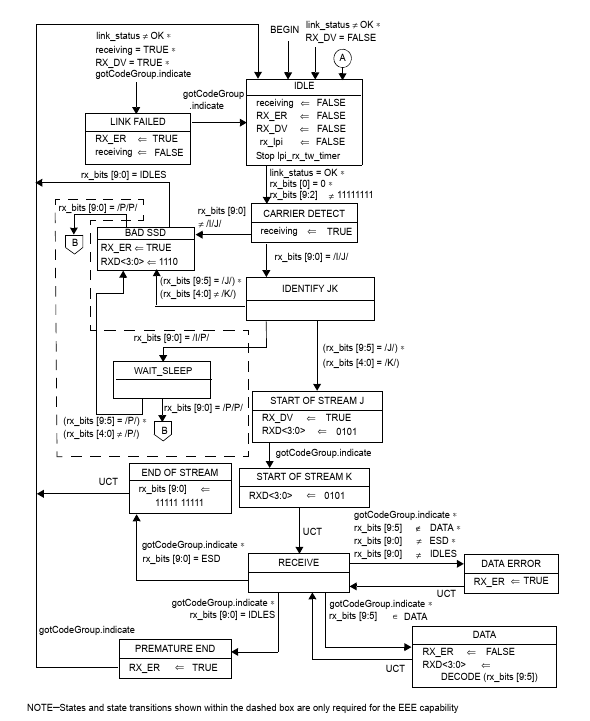 link_status ≠ OK *
receiving = TRUE *
RX_DV = TRUE *
gotCodeGroup.indicate
BEGIN
link_status ≠ OK *
RX_DV = FALSE
A
LINK FAILED
RX_ER ⇐ TRUE
receiving ⇐ FALSE
gotCodeGroup
.indicate
IDLE
receiving ⇐ FALSE
RX_ER ⇐ FALSE
RX_DV ⇐ FALSE
rx_lpi ⇐ FALSE
Stop lpi_rx_tw_timer
rx_bits [9:0] = IDLES
link_status = OK *
rx_bits [0] = 0 *
rx_bits [9:2] ≠ 11111111
rx_bits [9:0] = /P/P/
B
rx_bits [9:0]
≠ /I/J/
CARRIER DETECT
receiving ⇐ TRUE
BAD SSD
RX_ER ⇐ TRUE
RXD<3:0> ⇐ 1110
rx_bits [9:0] = /I/J/
(rx_bits [9:5] = /J/) *
(rx_bits [4:0] ≠ /K/)
IDENTIFY JK
rx_bits [9:0] = /I/P/
(rx_bits [9:5] = /J/) *
(rx_bits [4:0] = /K/)
WAIT_SLEEP
rx_bits [9:0] = /P/P/
(rx_bits [9:5] = /P/) *
(rx_bits [4:0] ≠ /P/)
B
START OF STREAM J
RX_DV ⇐ TRUE
RXD<3:0> ⇐ 0101
gotCodeGroup.indicate
UCT
END OF STREAM
rx_bits [9:0] ⇐
11111 11111
START OF STREAM K
RXD<3:0> ⇐ 0101
UCT
gotCodeGroup.indicate *
rx_bits [9:5] ∉ DATA *
rx_bits [9:0] ≠ ESD *
rx_bits [9:0] ≠ IDLES
gotCodeGroup.indicate *
rx_bits [9:0] = ESD
RECEIVE
DATA ERROR
RX_ER ⇐ TRUE
UCT
gotCodeGroup.indicate *
rx_bits [9:0] = IDLES
gotCodeGroup.indicate *
rx_bits [9:5] ∈ DATA
gotCodeGroup.indicate
PREMATURE END
RX_ER ⇐ TRUE
UCT
DATA
RX_ER ⇐ FALSE
RXD<3:0> ⇐
DECODE (rx_bits [9:5])
NOTE—States and state transitions shown within the dashed box are only required for the EEE capability